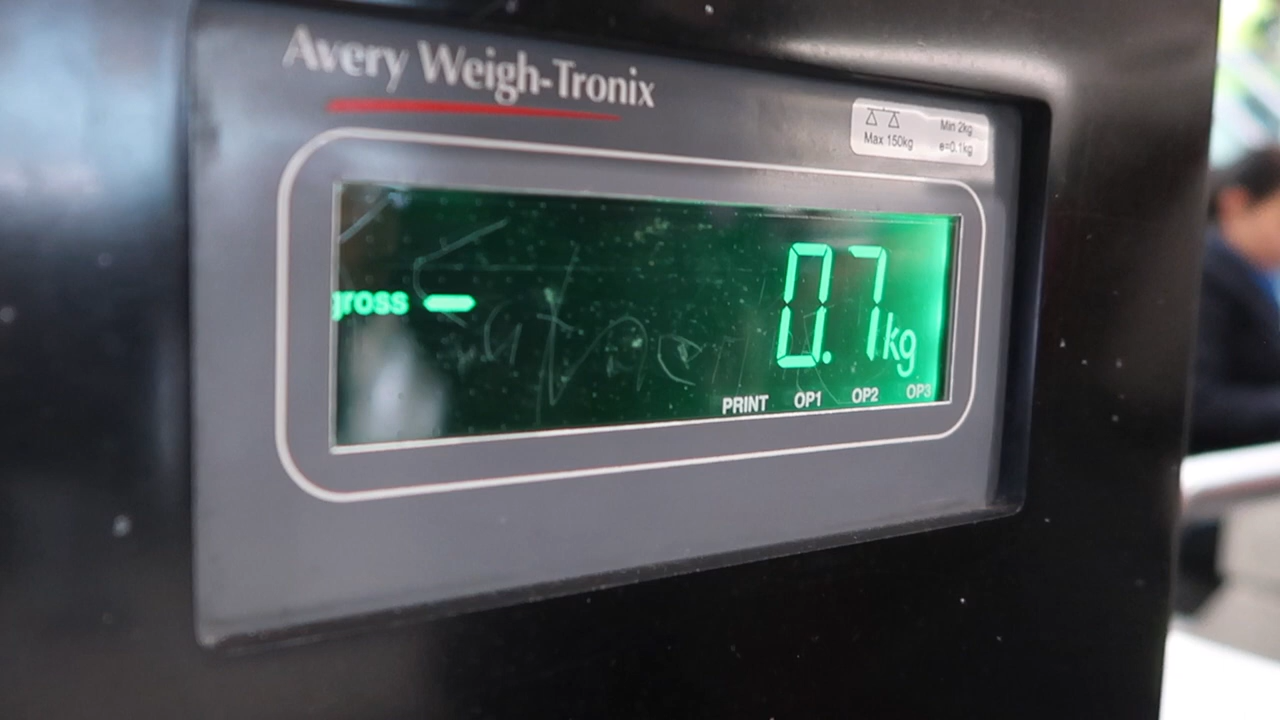 Avery Weigh-Tronix
Min 2kg
Max 150kg e=0.1kg
gross 0.7kg
PRINT OP1 OP2 OP3